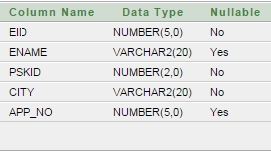 Column Name Data Type Nullable
EIID NUMBER(5,0) No
ENAME VARCHAR2(20) Yes
PSKID NUMBER(2,0) No
CITY VARCHAR2(20) No
APP_NO NUMBER(5,0) Yes